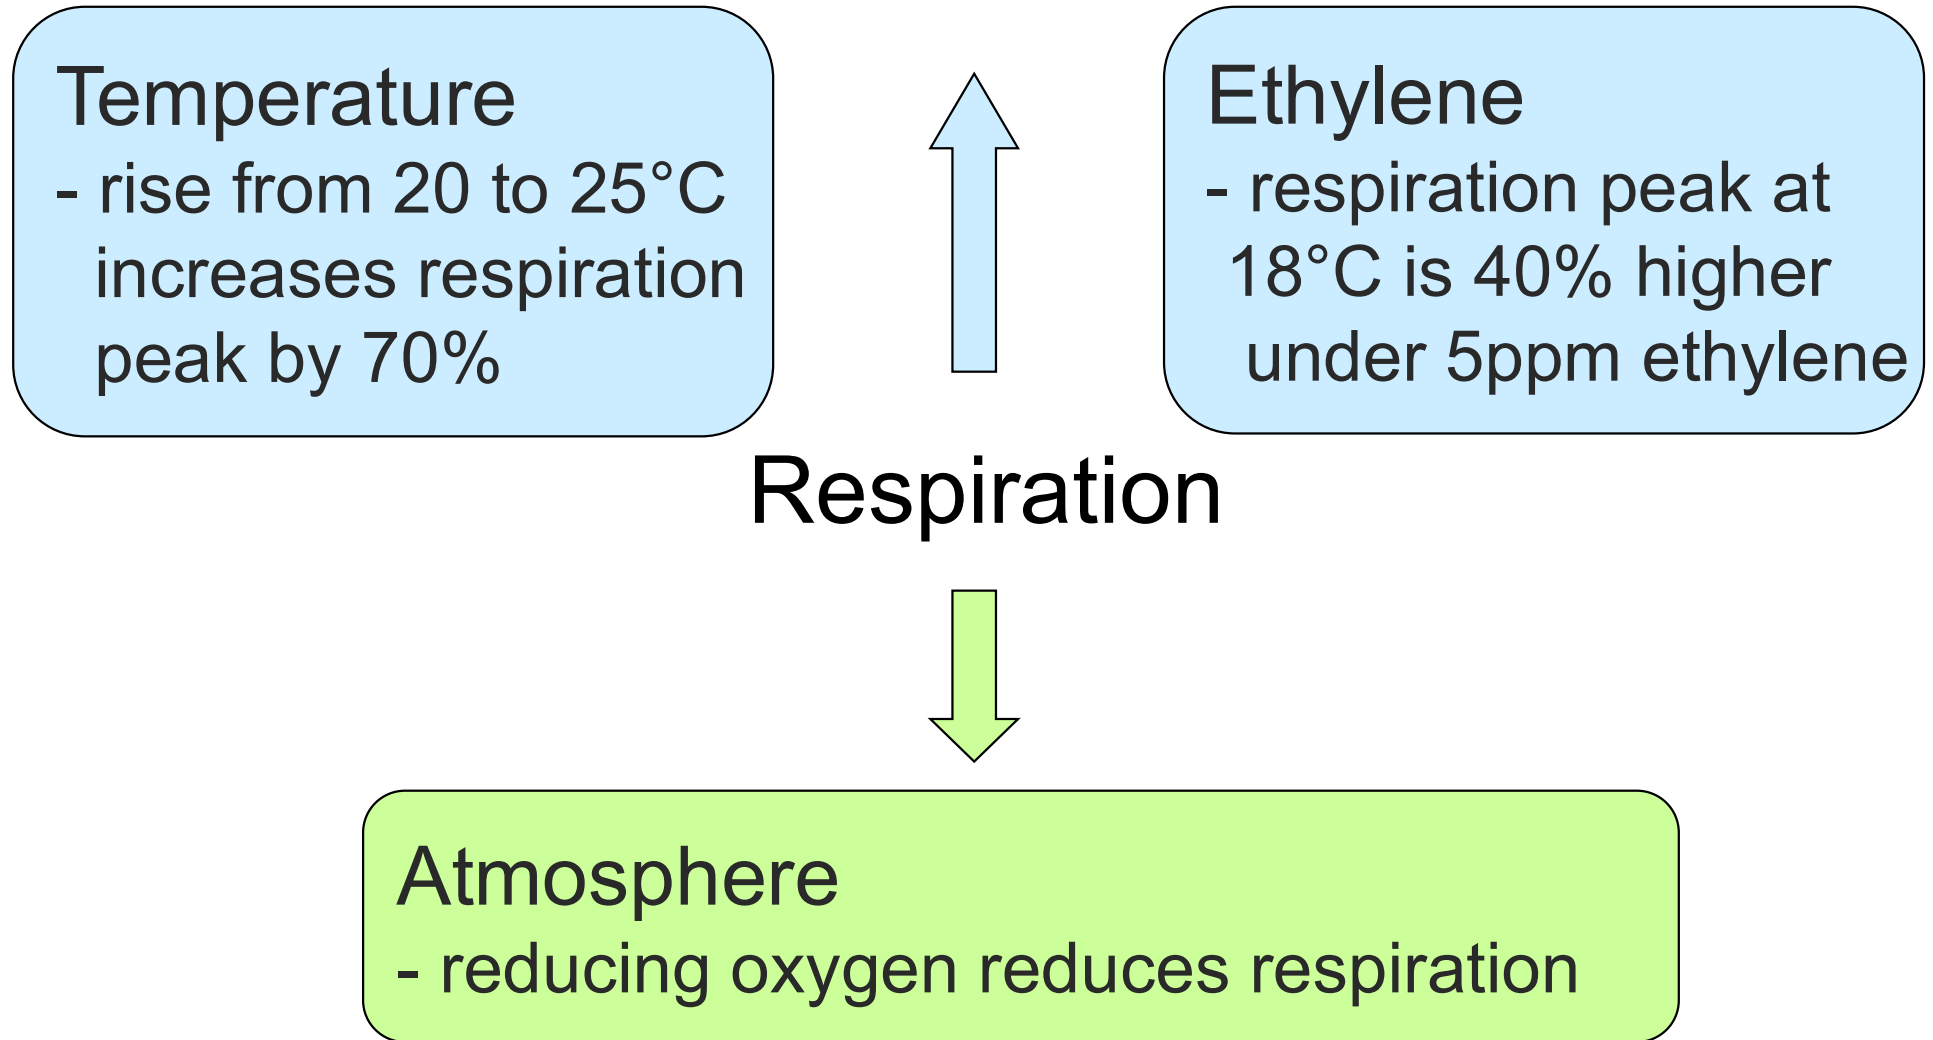 Temperature
- rise from 20 to 25°C
increases respiration
peak by 70%
Ethylene
- respiration peak at
18°C is 40% higher
under 5ppm ethylene
Respiration
Atmosphere
- reducing oxygen reduces respiration